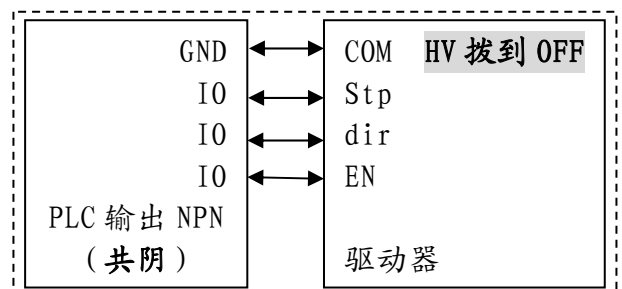 GND COM HV 拨到 OFF
IO Stp
IO dir
IO EN
PLC 输出 NPN
(共阴) 驱动器